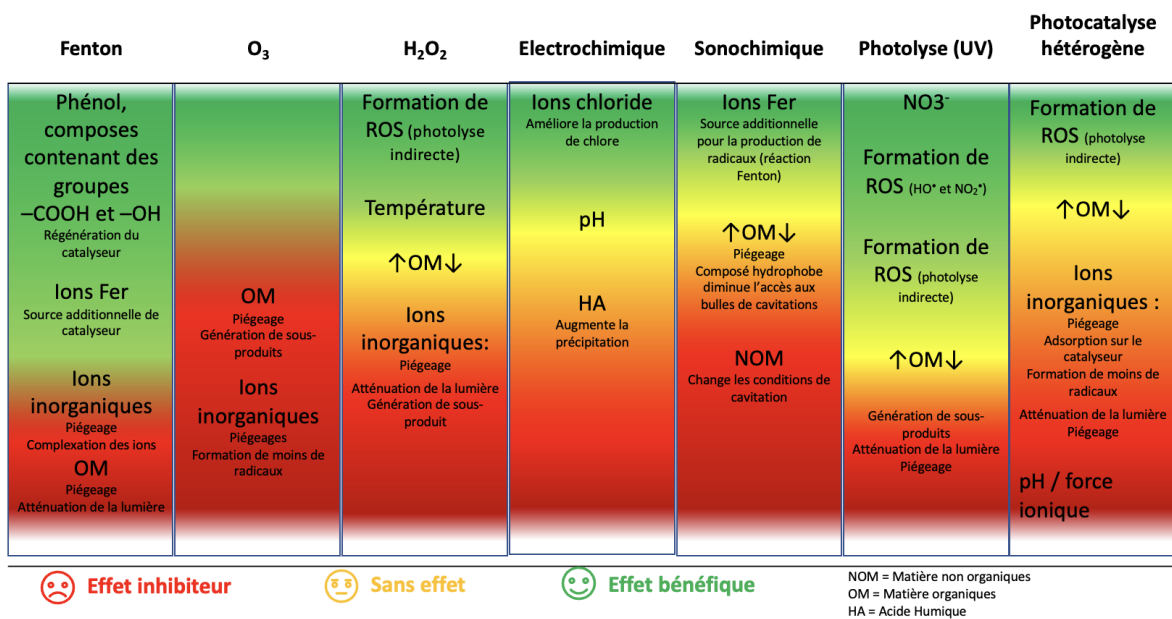 Fenton
O₃
H₂O₂
Electrochimique
Sonochimique
Photolyse (UV)
Photocatalyse
hétérogène
Phénol,
composes
contenant des
groupes
–COOH et –OH
Régénération du
catalyseur
Ions Fer
Source additionnelle de
catalyseur
Ions
inorganiques
Piégeage
Complexation des ions
OM
Piégeage
Atténuation de la lumière
OM
Piégeage
Génération de sous-
produits
Ions
inorganiques
Piégeages
Formation de moins de
radicaux
Formation de
ROS (photolyse
indirecte)
Température
↑OM↓
Ions
inorganiques:
Piégeage
Atténuation de la lumière
Génération de sous-
produit
Ions chloride
Améliore la production
de chlore
pH
HA
Augmente la
précipitation
Ions Fer
Source additionnelle
pour la production de
radicaux (réaction
Fenton)
↑OM↓
Piégeage
Composé hydrophobe
diminue l’accès aux
bulles de cavitations
NOM
Change les conditions de
cavitation
NO3⁻
Formation de
ROS (HO• et NO₂•)
Formation de
ROS (photolyse
indirecte)
↑OM↓
Génération de sous-
produits
Atténuation de la lumière
Piégeage
Formation de
ROS (photolyse
indirecte)
↑OM↓
Ions
inorganiques :
Piégeage
Adsorption sur le
catalyseur
Formation de moins de
radicaux
Atténuation de la lumière
Piégeage
pH / force
ionique
Effet inhibiteur
Sans effet
Effet bénéfique
NOM = Matière non organiques
OM = Matière organiques
HA = Acide Humique